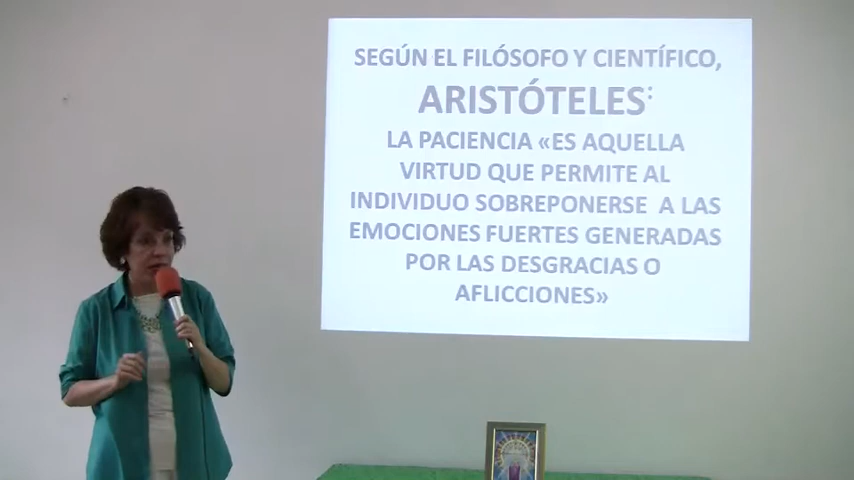 SEGÚN EL FILÓSOFO Y CIENTÍFICO,
ARISTÓTELES:
LA PACIENCIA «ES AQUELLA
VIRTUD QUE PERMITE AL
INDIVIDUO SOBREPONERSE A LAS
EMOCIONES FUERTES GENERADAS
POR LAS DESGRACIAS O
AFLICCIONES»